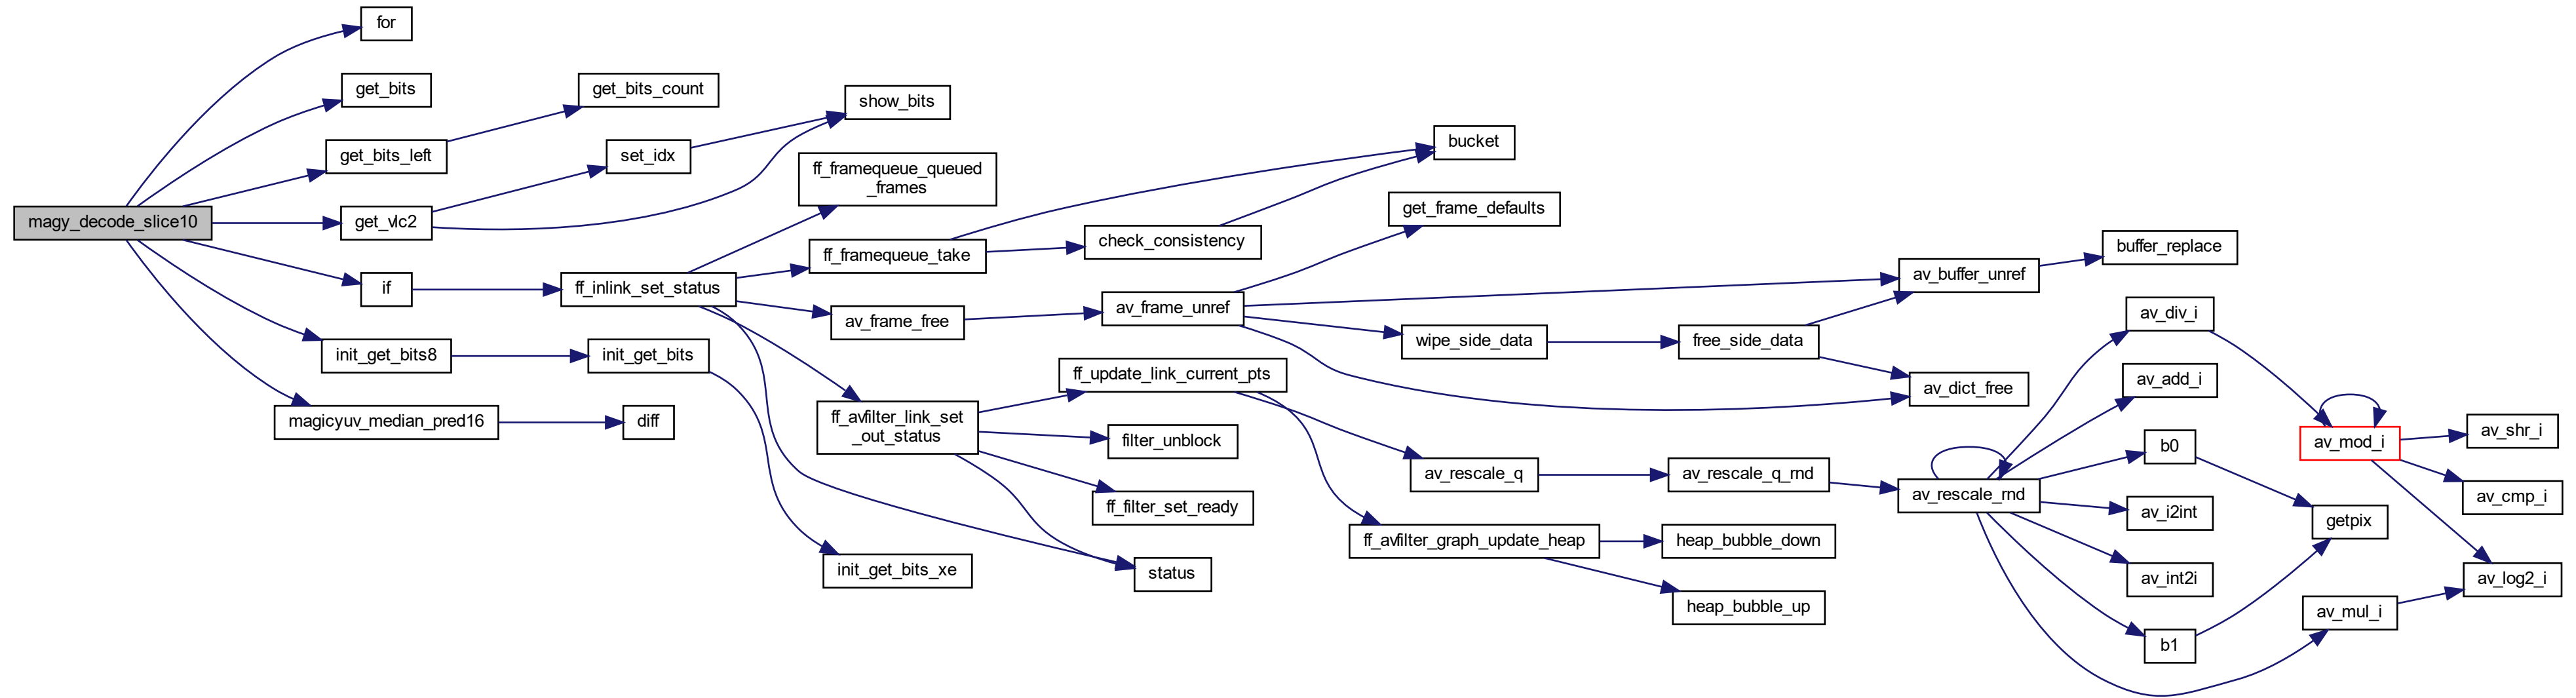 magy_decode_slice10
for
get_bits
get_bits_left
get_vlc2
if
init_get_bits8
magicyuv_median_pred16
get_bits_count
set_idx
ff_inlink_set_status
init_get_bits
diff
show_bits
ff_framequeue_queued
_frames
ff_framequeue_take
av_frame_free
ff_avfilter_link_set
_out_status
init_get_bits_xe
check_consistency
av_frame_unref
ff_update_link_current_pts
filter_unblock
ff_filter_set_ready
status
bucket
get_frame_defaults
wipe_side_data
av_rescale_q
ff_avfilter_graph_update_heap
free_side_data
av_rescale_q_rnd
heap_bubble_down
heap_bubble_up
av_buffer_unref
av_dict_free
av_rescale_rnd
buffer_replace
av_div_i
av_add_i
b0
av_i2int
av_int2i
b1
av_mod_i
getpix
av_mul_i
av_shr_i
av_cmp_i
av_log2_i